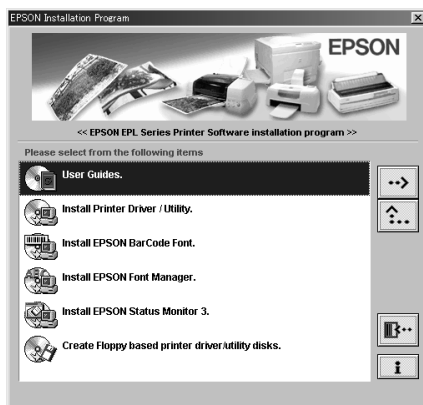 EPSON Installation Program
EPSON
<< EPSON EPL Series Printer Software installation program >>
Please select from the following items
User Guides.
Install Printer Driver / Utility.
Install EPSON BarCode Font.
Install EPSON Font Manager.
Install EPSON Status Monitor 3.
Create Floppy based printer driver/utility disks.